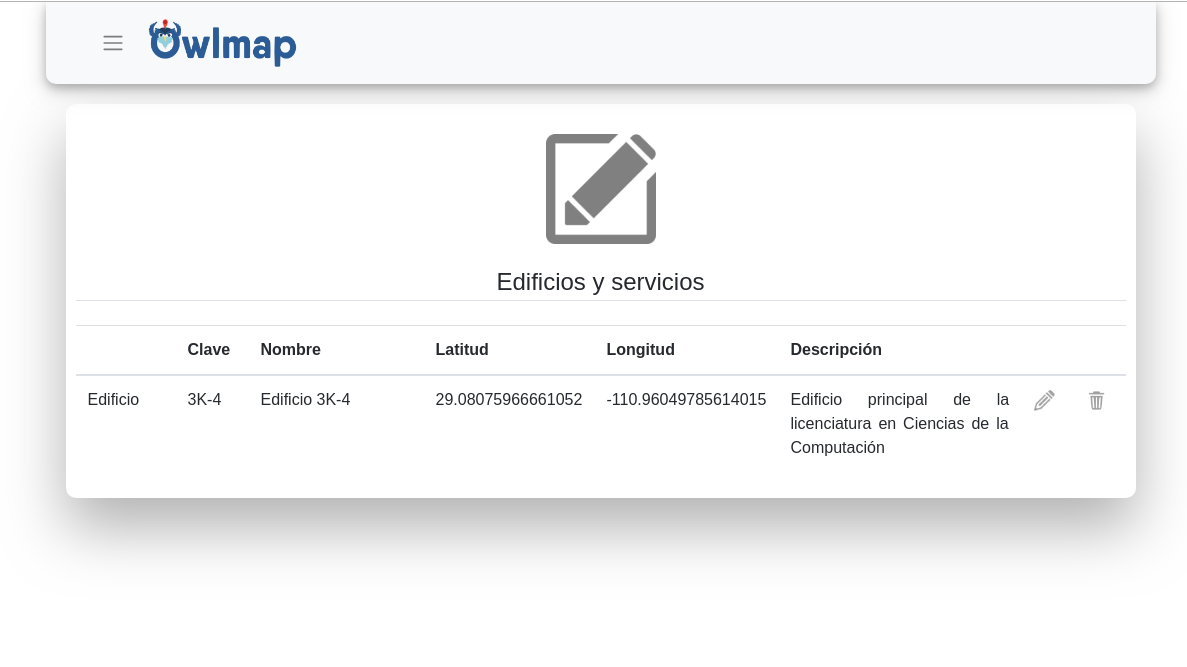 Owlmap
Edificios y servicios
Clave Nombre Latitud Longitud Descripción
Edificio 3K-4 Edificio 3K-4 29.08075966661052 -110.96049785614015 Edificio principal de la
licenciatura en Ciencias de la
Computación